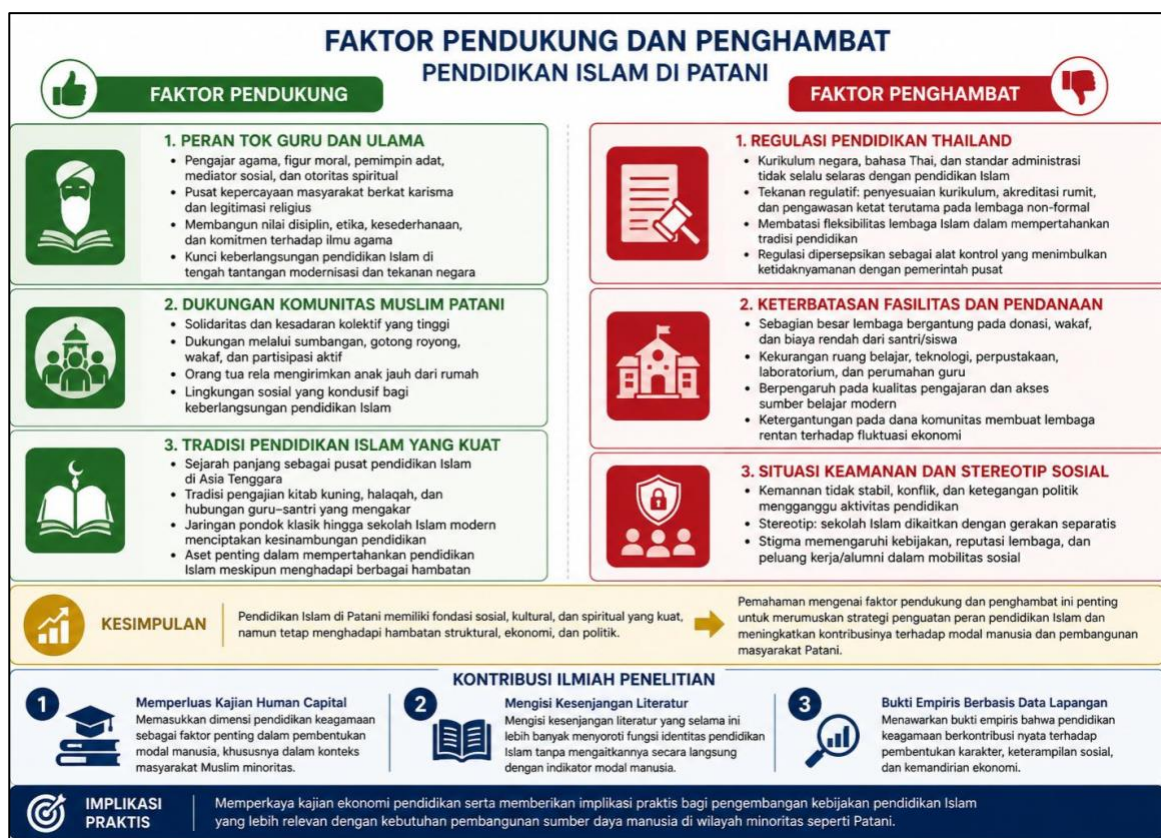 FAKTOR PENDUKUNG DAN PENGHAMBAT
PENDIDIKAN ISLAM DI PATANI
FAKTOR PENDUKUNG
1. PERAN TOK GURU DAN ULAMA
• Pengajar agama, figur moral, pemimpin adat,
mediator sosial, dan otoritas spiritual
• Pusat kepercayaan masyarakat berkat karisma
dan legitimasi religius
• Membangun nilai disiplin, etika, kesederhanaan,
dan komitmen terhadap ilmu agama
• Kunci keberlangsungan pendidikan Islam di
tengah tantangan modernisasi dan tekanan negara
2. DUKUNGAN KOMUNITAS MUSLIM PATANI
• Solidaritas dan kesadaran kolektif yang tinggi
• Dukungan melalui sumbangan, gotong royong,
wakaf, dan partisipasi aktif
• Orang tua rela mengirimkan anak jauh dari rumah
• Lingkungan sosial yang kondusif bagi
keberlangsungan pendidikan Islam
3. TRADISI PENDIDIKAN ISLAM YANG KUAT
• Sejarah panjang sebagai pusat pendidikan Islam
di Asia Tenggara
• Tradisi pengajian kitab kuning, halaqah, dan
hubungan guru–santri yang mengakar
• Jaringan pondok klasik hingga sekolah Islam modern
menciptakan kesinambungan pendidikan
• Aset penting dalam mempertahankan pendidikan
Islam meskipun menghadapi berbagai hambatan
FAKTOR PENGHAMBAT
1. REGULASI PENDIDIKAN THAILAND
• Kurikulum negara, bahasa Thai, dan standar administrasi
tidak selalu selaras dengan pendidikan Islam
• Tekanan regulatif: penyesuaian kurikulum, akreditasi rumit,
dan pengawasan ketat terutama pada lembaga non-formal
• Membatasi fleksibilitas lembaga Islam dalam mempertahankan
tradisi pendidikan
• Regulasi dipersepsikan sebagai alat kontrol yang menimbulkan
ketidaknyamanan dengan pemerintah pusat
2. KETERBATASAN FASILITAS DAN PENDANAAN
• Sebagian besar lembaga bergantung pada donasi, wakaf,
dan biaya rendah dari santri/siswa
• Kekurangan ruang belajar, teknologi, perpustakaan,
laboratorium, dan perumahan guru
• Berpengaruh pada kualitas pengajaran dan akses
sumber belajar modern
• Ketergantungan pada dana komunitas membuat lembaga
rentan terhadap fluktuasi ekonomi
3. SITUASI KEAMANAN DAN STEREOTIP SOSIAL
• Kemannan tidak stabil, konflik, dan ketegangan politik
mengganggu aktivitas pendidikan
• Stereotip: sekolah Islam dikaitkan dengan gerakan separatis
• Stigma memengaruhi kebijakan, reputasi lembaga, dan
peluang kerja/alumni dalam mobilitas sosial
KESIMPULAN
Pendidikan Islam di Patani memiliki fondasi sosial, kultural, dan spiritual yang kuat,
namun tetap menghadapi hambatan struktural, ekonomi, dan politik.
Pemahaman mengenai faktor pendukung dan penghambat ini penting
untuk merumuskan strategi penguatan peran pendidikan Islam dan
meningkatkan kontribusinya terhadap modal manusia dan pembangunan
masyarakat Patani.
KONTRIBUSI ILMIAH PENELITIAN
1
Memperluas Kajian Human Capital
Memasukkan dimensi pendidikan keagamaan
sebagai faktor penting dalam pembentukan
modal manusia, khususnya dalam konteks
masyarakat Muslim minoritas.
2
Mengisi Kesenjangan Literatur
Mengisi kesenjangan literatur yang selama ini
lebih banyak menyoroti fungsi identitas pendidikan
Islam tanpa mengaitkannya secara langsung
dengan indikator modal manusia.
3
Bukti Empiris Berbasis Data Lapangan
Menawarkan bukti empiris bahwa pendidikan
keagamaan berkontribusi nyata terhadap
pembentukan karakter, keterampilan sosial,
dan kemandirian ekonomi.
IMPLIKASI
PRAKTIS
Memperkaya kajian ekonomi pendidikan serta memberikan implikasi praktis bagi pengembangan kebijakan pendidikan Islam
yang lebih relevan dengan kebutuhan pembangunan sumber daya manusia di wilayah minoritas seperti Patani.